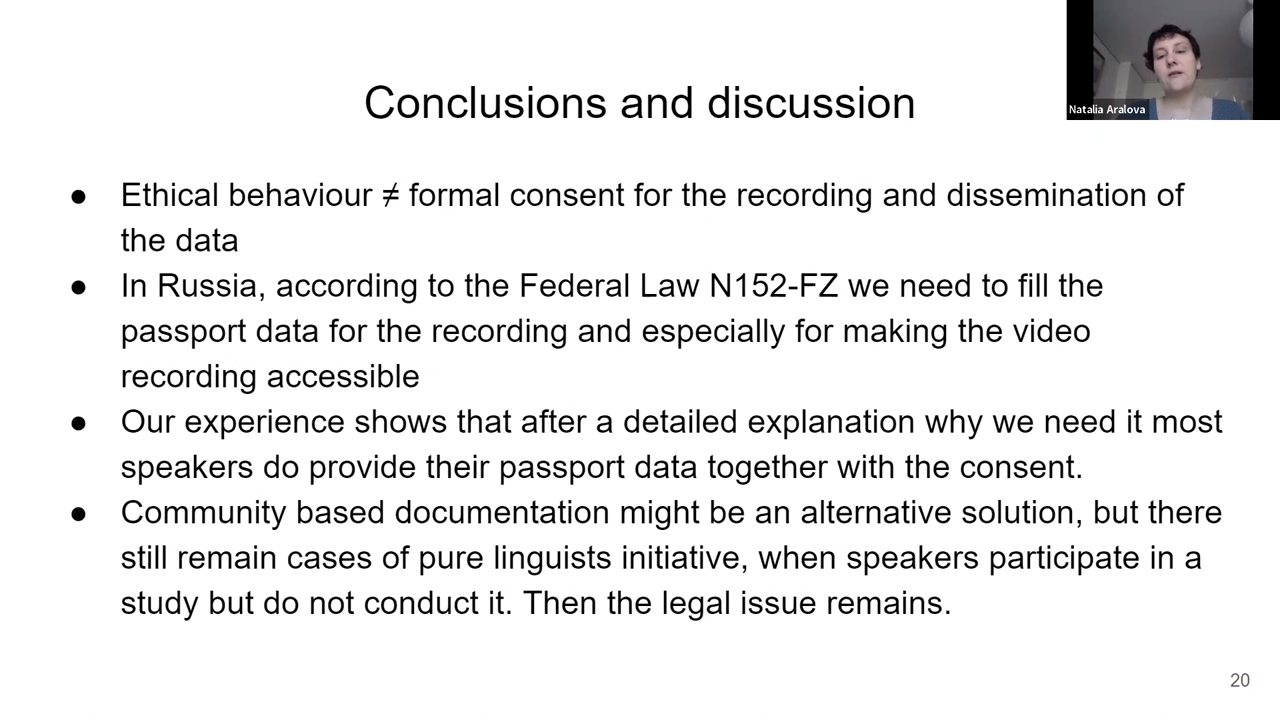 Natalia Aralova
Conclusions and discussion
● Ethical behaviour ≠ formal consent for the recording and dissemination of
the data
● In Russia, according to the Federal Law N152-FZ we need to fill the
passport data for the recording and especially for making the video
recording accessible
● Our experience shows that after a detailed explanation why we need it most
speakers do provide their passport data together with the consent.
● Community based documentation might be an alternative solution, but there
still remain cases of pure linguists initiative, when speakers participate in a
study but do not conduct it. Then the legal issue remains.
20